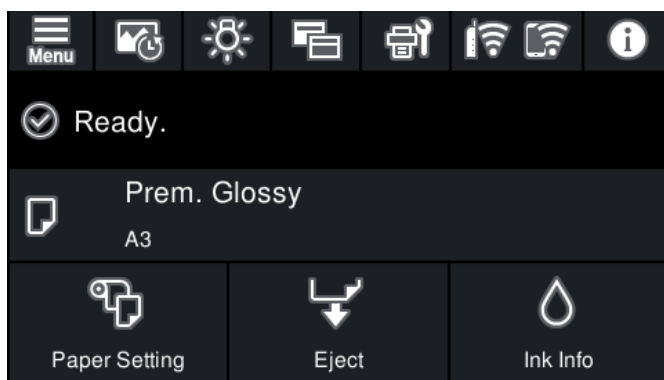 Menu
Ready.
Prem. Glossy
A3
Paper Setting
Eject
Ink Info